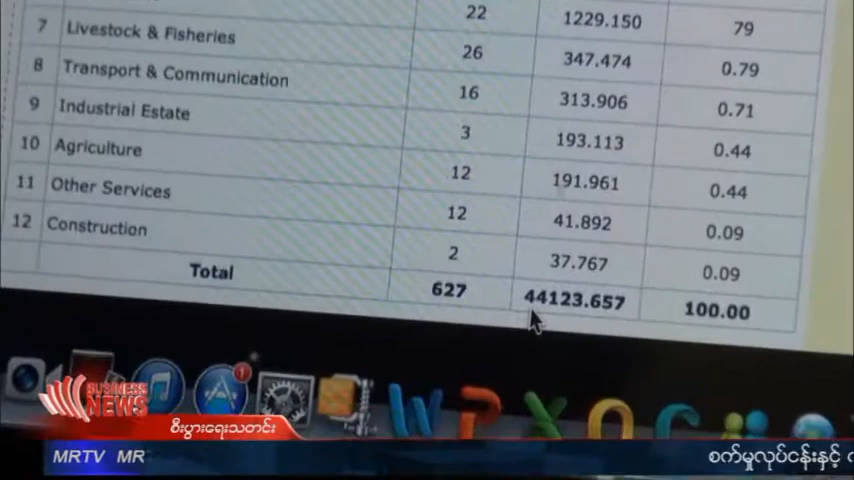 22 1229.150 79
7 Livestock & Fisheries 26 347.474 0.79
8 Transport & Communication 16 313.906 0.71
9 Industrial Estate 3 193.113 0.44
10 Agriculture 12 191.961 0.44
11 Other Services 12 41.892 0.09
12 Construction 2 37.767 0.09
Total 627 44123.657 100.00
1
BUSINESS
NEWS
စီးပွားရေးသတင်း
MRTV MR စက်မှုလုပ်ငန်းနှင့်